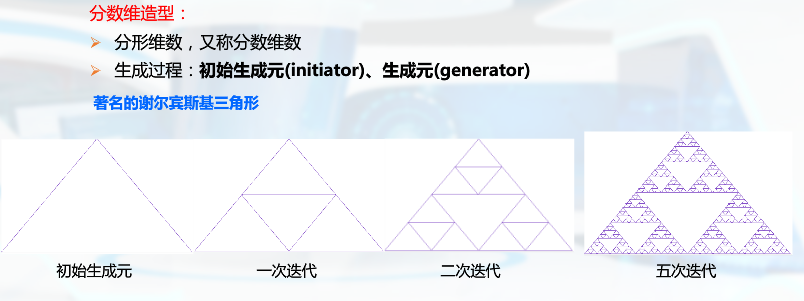 分数维造型：
分形维数，又称分数维数
生成过程：初始生成元(initiator)、生成元(generator)
著名的谢尔宾斯基三角形
初始生成元
一次迭代
二次迭代
五次迭代